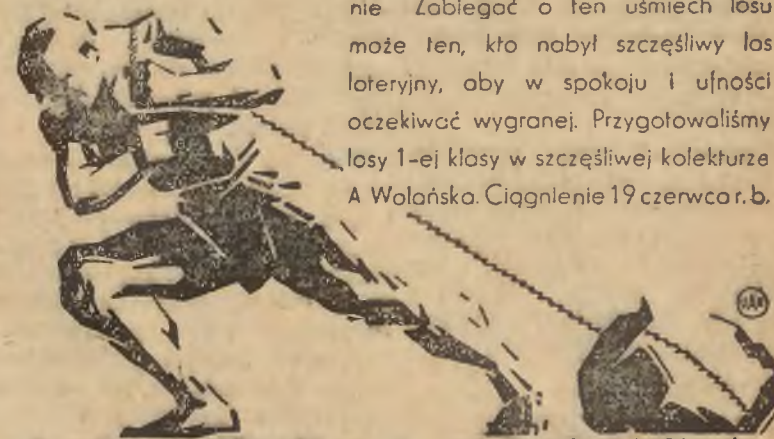 nie Zabiegać o ten uśmiech losu
może ten, kto nabył szczęśliwy los
loteryjny, aby w spokoju i ufności
oczekiwać wygranej. Przygotowaliśmy
losy 1-ej klasy w szczęśliwej kolekturze
A Wolańska. Ciągnienie 19 czerwca r. b.